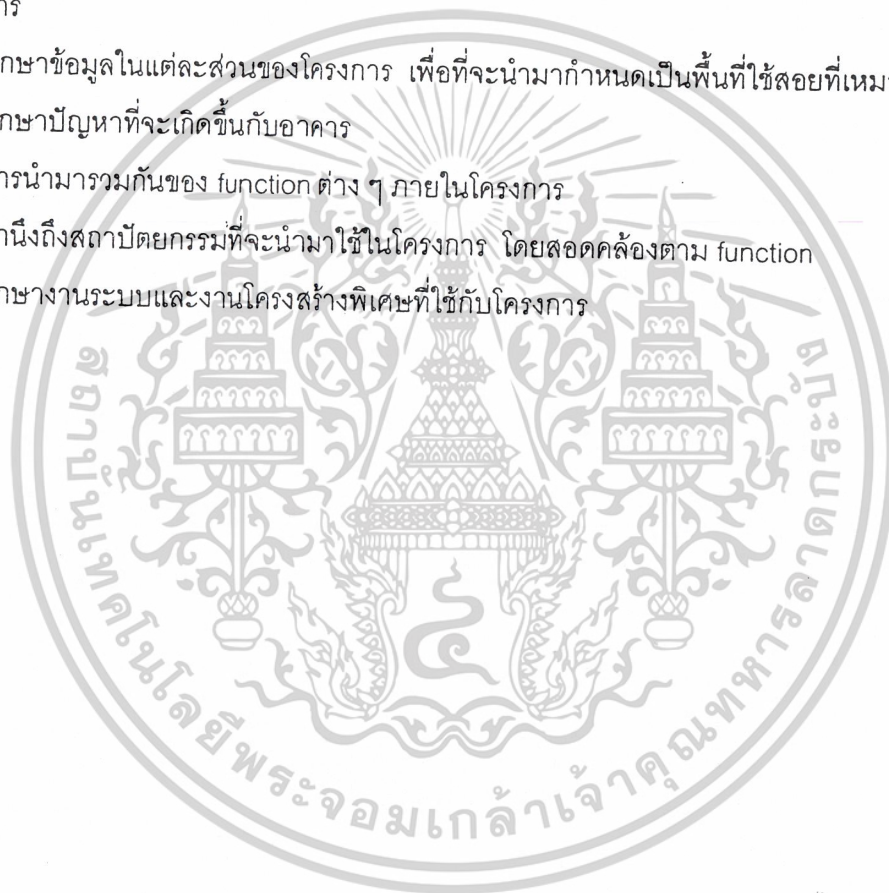 าร
กษาข้อมูลในแต่ละส่วนของโครงการ เพื่อที่จะนำมากำหนดเป็นพื้นที่ใช้สอยที่เหมา
กษาปัญหาที่จะเกิดขึ้นกับอาคาร
ารนำมารวมกันของ function ต่าง ๆ ภายในโครงการ
านึงถึงสถาปัตยกรรมที่จะนำมาใช้ในโครงการ โดยสอดคล้องตาม function
กษางานระบบและงานโครงสร้างพิเศษที่ใช้กับโครงการ
สถาบันเทคโนโลยีพระจอมเกล้าเจ้าคุณทหารลาดกระบัง
๔